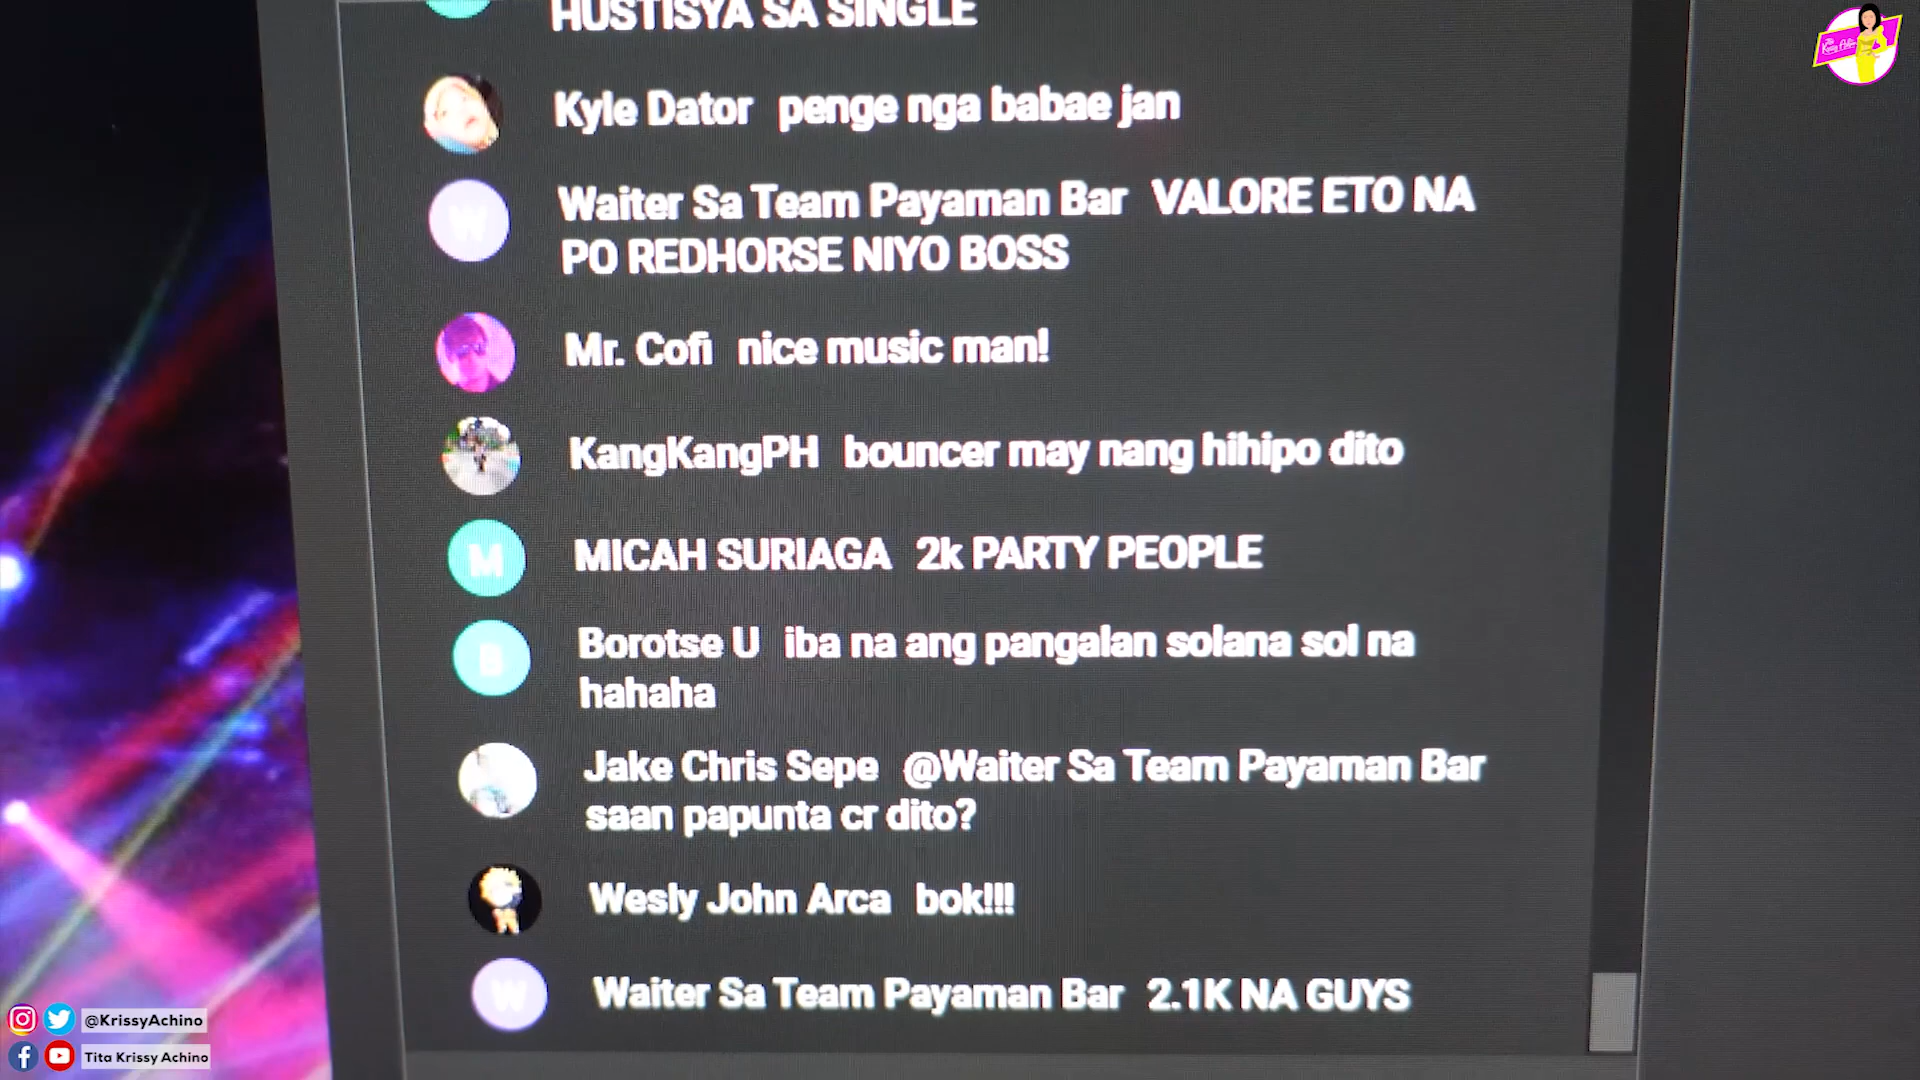 HUSTISYA SA SINGLE
Kyle Dator penge nga babae jan
Waiter Sa Team Payaman Bar VALORE ETO NA
PO REDHORSE NIYO BOSS
Mr. Cofi nice music man!
KangKangPH bouncer may nang hihipo dito
MICAH SURIAGA 2k PARTY PEOPLE
Borotse U iba na ang pangalan solana sol na
hahaha
Jake Chris Sepe @Waiter Sa Team Payaman Bar
saan papunta cr dito?
Wesly John Arca bok!!!
Waiter Sa Team Payaman Bar 2.1K NA GUYS
W
M
B
W
@KrissyAchino
Tita Krissy Achino